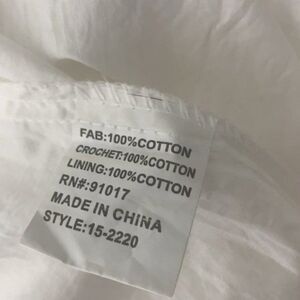 FAB:100%COTTON
CROCHET:100%COTTON
LINING:100%COTTON
RN#:91017
MADE IN CHINA
STYLE:15-2220